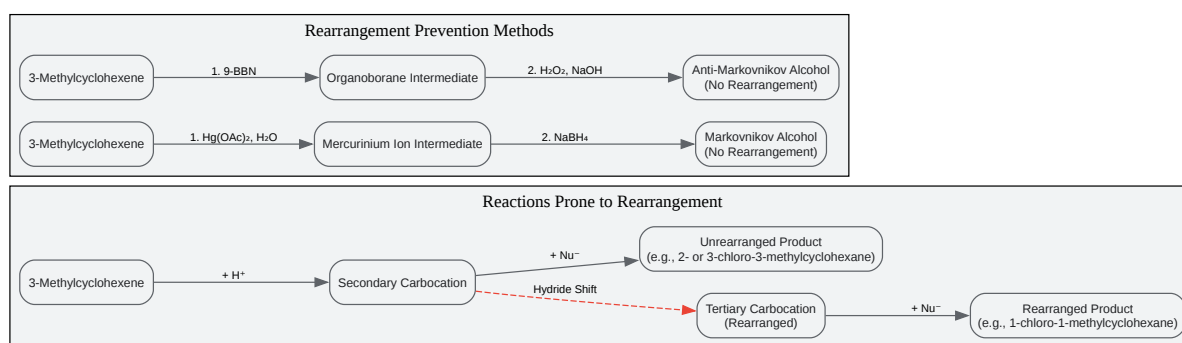 Rearrangement Prevention Methods
3-Methylcyclohexene
1. 9-BBN
Organoborane Intermediate
2. H₂O₂, NaOH
Anti-Markovnikov Alcohol
(No Rearrangement)
3-Methylcyclohexene
1. Hg(OAc)₂, H₂O
Mercurinium Ion Intermediate
2. NaBH₄
Markovnikov Alcohol
(No Rearrangement)
Reactions Prone to Rearrangement
3-Methylcyclohexene
+ H⁺
Secondary Carbocation
+ Nu⁻
Unrearranged Product
(e.g., 2- or 3-chloro-3-methylcyclohexane)
Hydride Shift
Tertiary Carbocation
(Rearranged)
+ Nu⁻
Rearranged Product
(e.g., 1-chloro-1-methylcyclohexane)